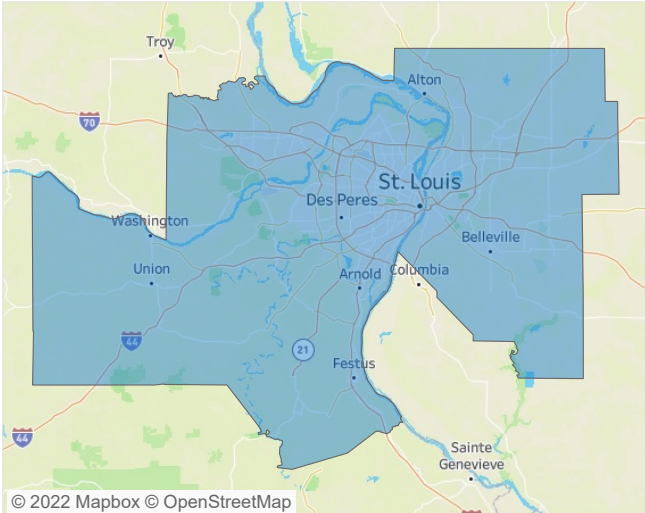 Troy
Alton
70
St. Louis
Des Peres
Washington
Belleville
Union
Arnold
Columbia
44
21
Festus
44
Sainte
Genevieve
© 2022 Mapbox © OpenStreetMap